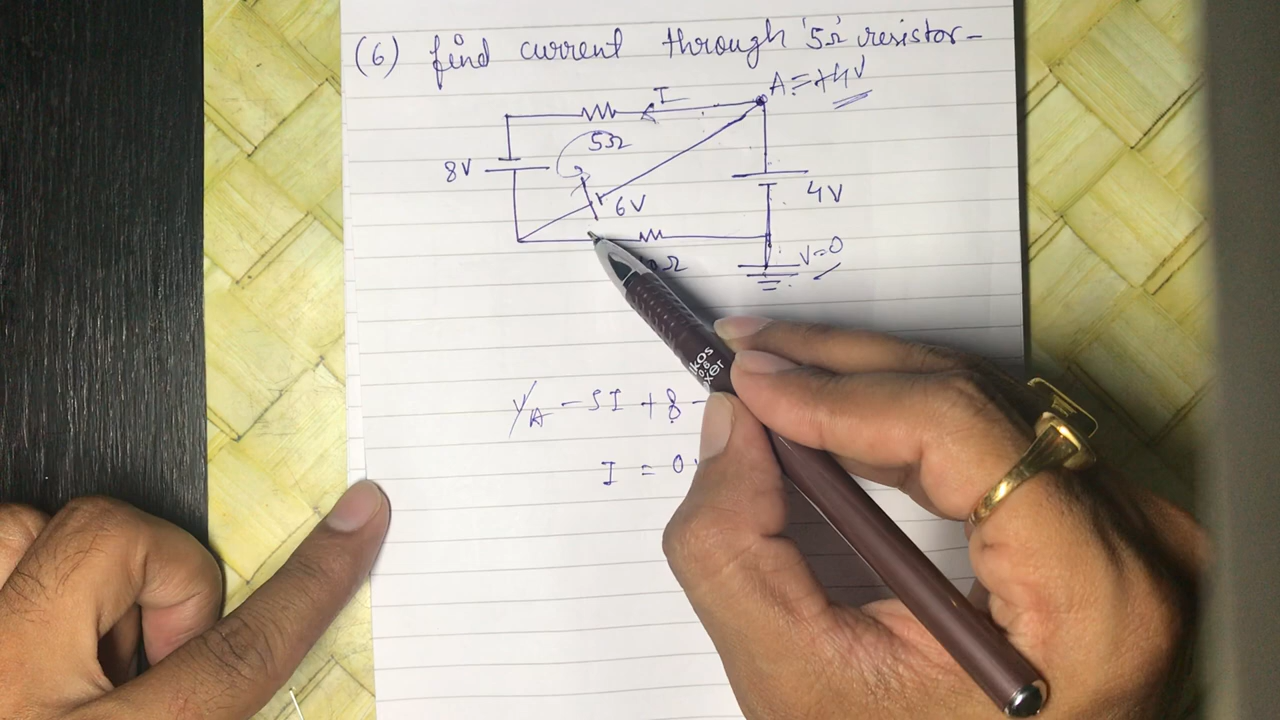 (6) find current through '5Ω' resistor -
A = +4V
I
5Ω
8V
6V
4V
V=0
V_A - 5I + 8 -
I = 0.